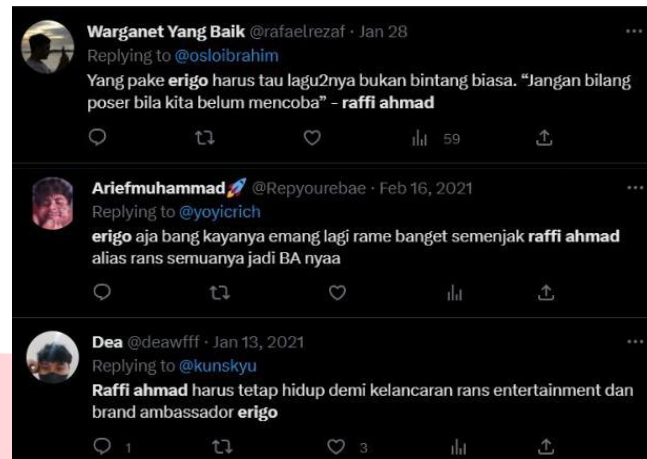 Warganet Yang Baik @rafaelrezaf · Jan 28
Replying to @osloibrahim
Yang pake erigo harus tau lagu2nya bukan bintang biasa. “Jangan bilang
poser bila kita belum mencoba” - raffi ahmad
59
Ariefmuhammad🚀 @Repyourebae · Feb 16, 2021
Replying to @yoyicrich
erigo aja bang kayanya emang lagi rame banget semenjak raffi ahmad
alias rans semuanya jadi BA nyaa
Dea @deawfff · Jan 13, 2021
Replying to @kunskyu
Raffi ahmad harus tetap hidup demi kelancaran rans entertainment dan
brand ambassador erigo
1 3